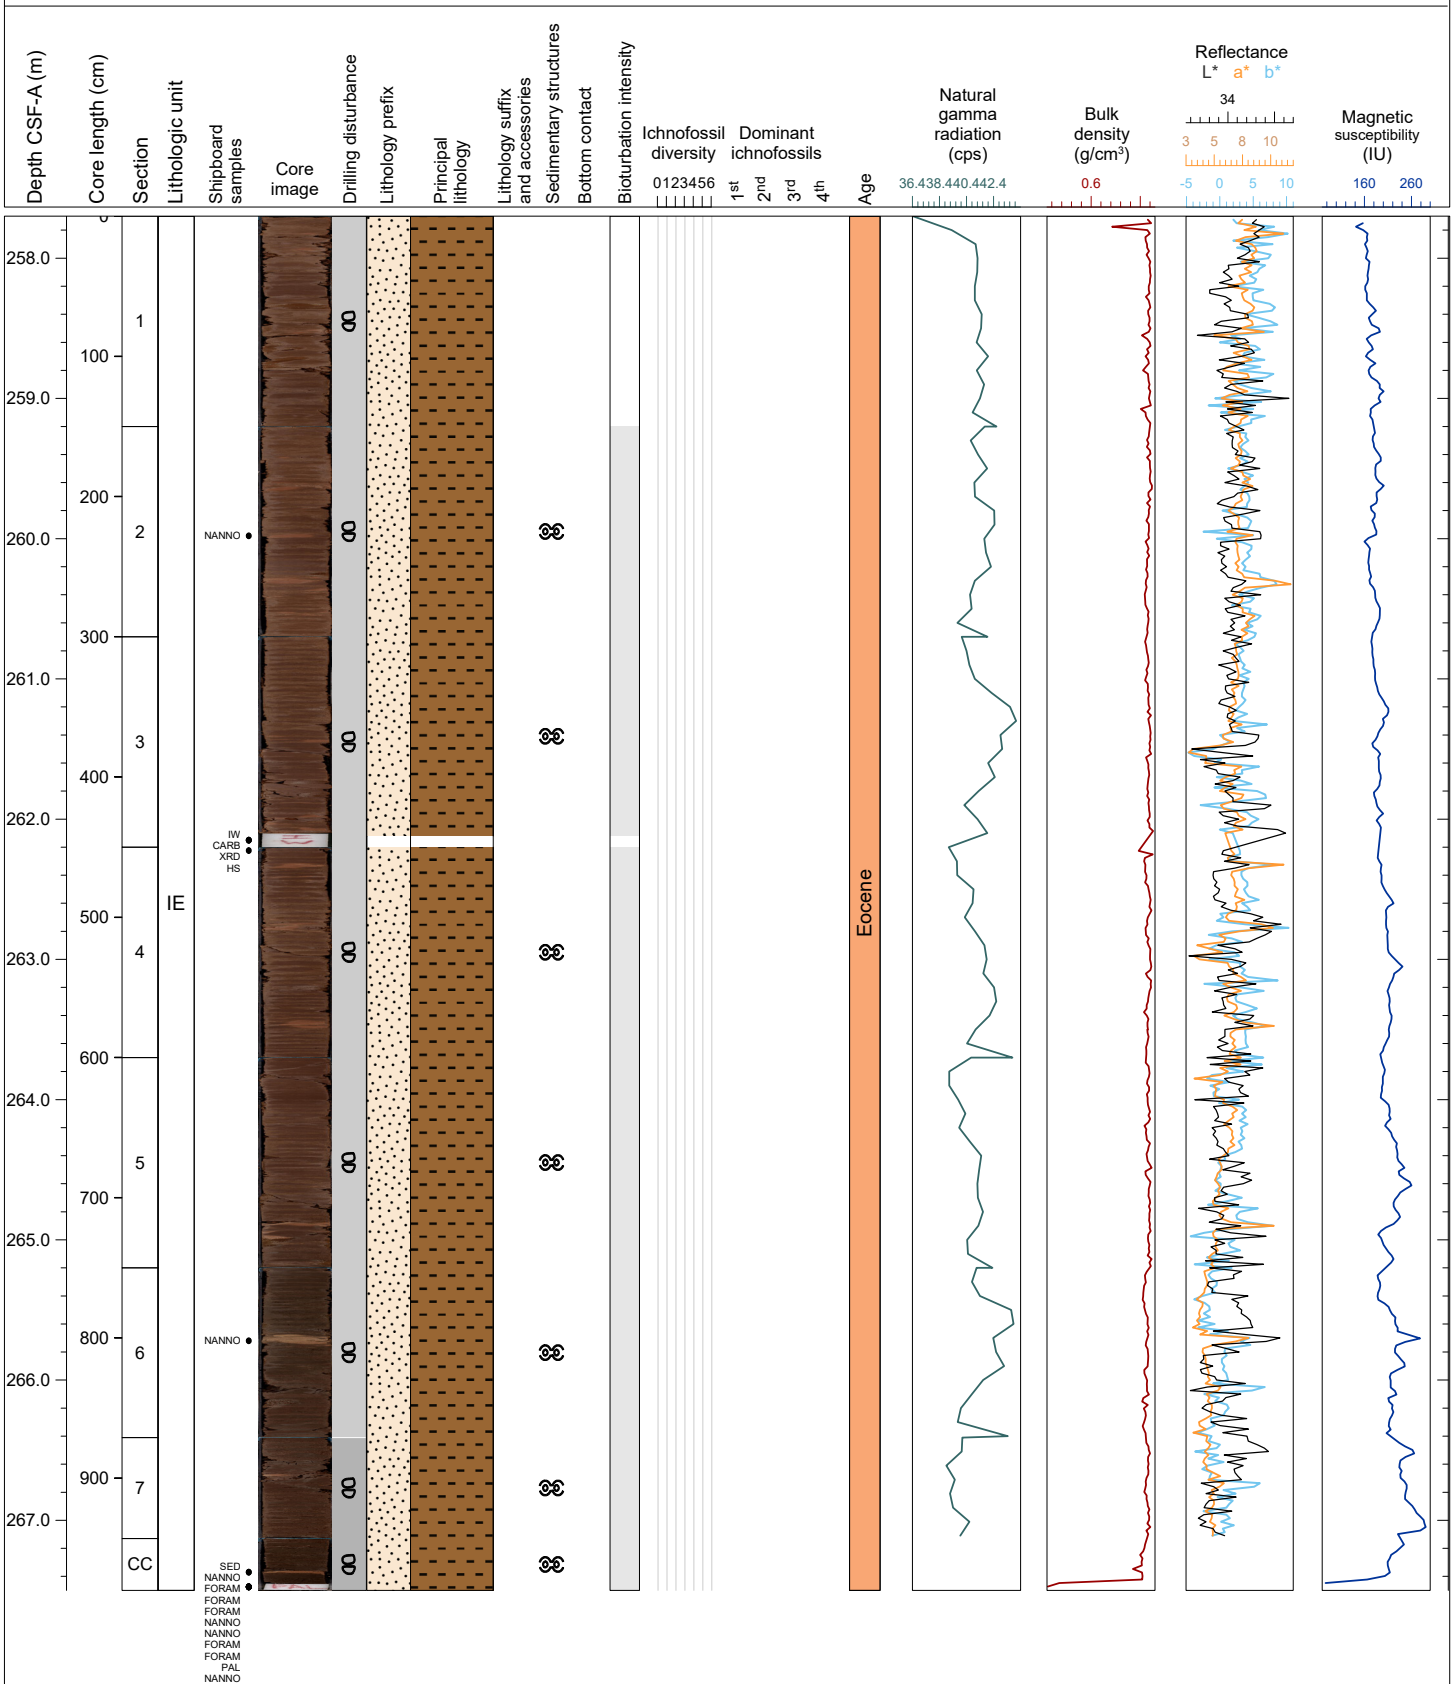 Depth CSF-A (m)
Core length (cm)
Section
Lithologic unit
Shipboard
samples
Core
image
Drilling disturbance
Lithology prefix
Principal
lithology
Lithology suffix
and accessories
Sedimentary structures
Bottom contact
Bioturbation intensity
Ichnofossil
diversity
0123456
Dominant
ichnofossils
1st
2nd
3rd
4th
Age
Natural
gamma
radiation
(cps)
36.438.440.442.4
Bulk
density
(g/cm³)
0.6
Reflectance
L* a* b*
34
3 5 8 10
-5 0 5 10
Magnetic
susceptibility
(IU)
160 260
0
258.0
1
100
259.0
200
2
NANNO
260.0
300
261.0
3
400
262.0
IW
CARB
XRD
HS
IE
Eocene
500
4
263.0
600
264.0
5
700
265.0
800
NANNO
6
266.0
900
7
267.0
CC
SED
NANNO
FORAM
FORAM
FORAM
NANNO
NANNO
FORAM
FORAM
PAL
NANNO